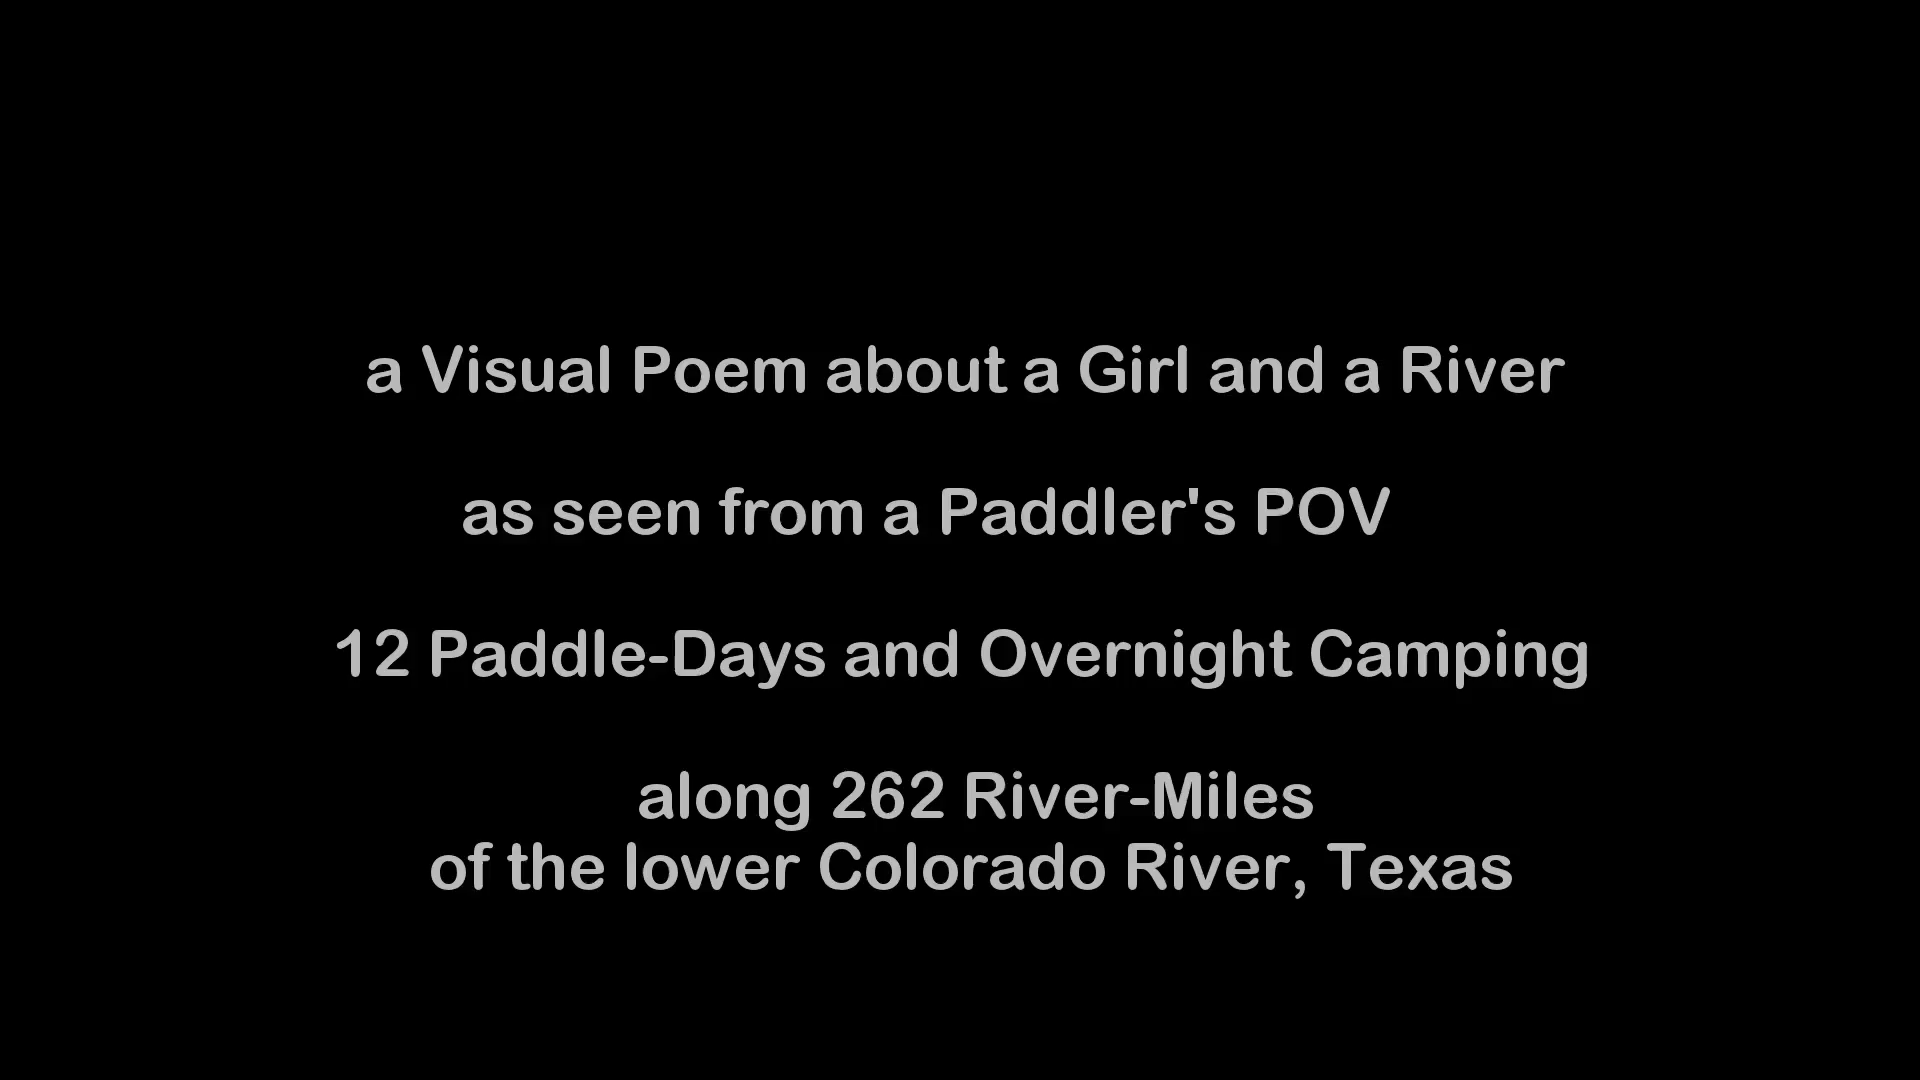 a Visual Poem about a Girl and a River
as seen from a Paddler's POV
12 Paddle-Days and Overnight Camping
along 262 River-Miles
of the lower Colorado River, Texas